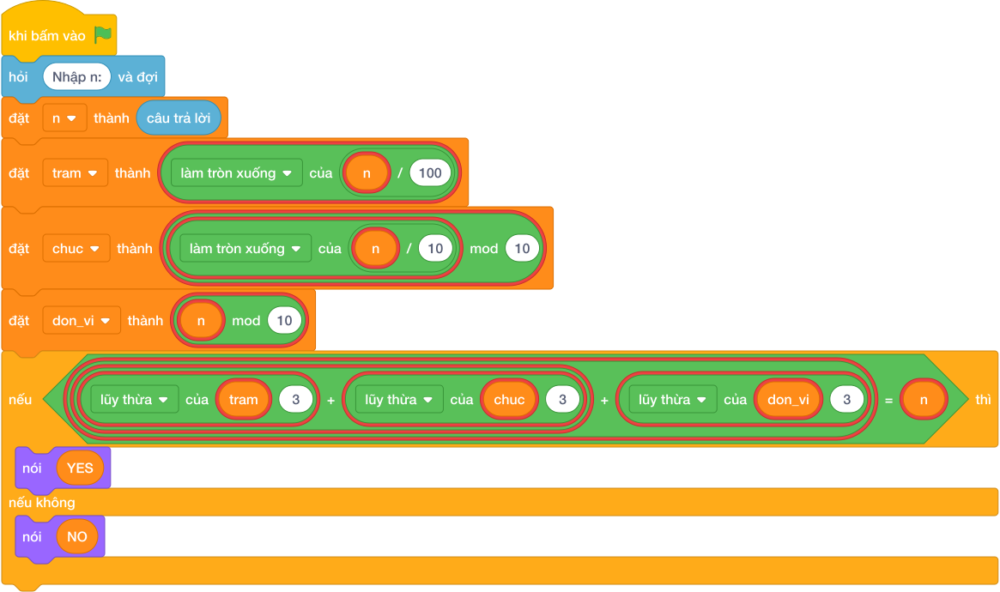 khi bấm vào
hỏi Nhập n: và đợi
đặt n thành câu trả lời
đặt tram thành làm tròn xuống của n / 100
đặt chuc thành làm tròn xuống của n / 10 mod 10
đặt don_vi thành n mod 10
nếu lũy thừa của tram 3 + lũy thừa của chuc 3 + lũy thừa của don_vi 3 = n thì
nói YES
nếu không
nói NO